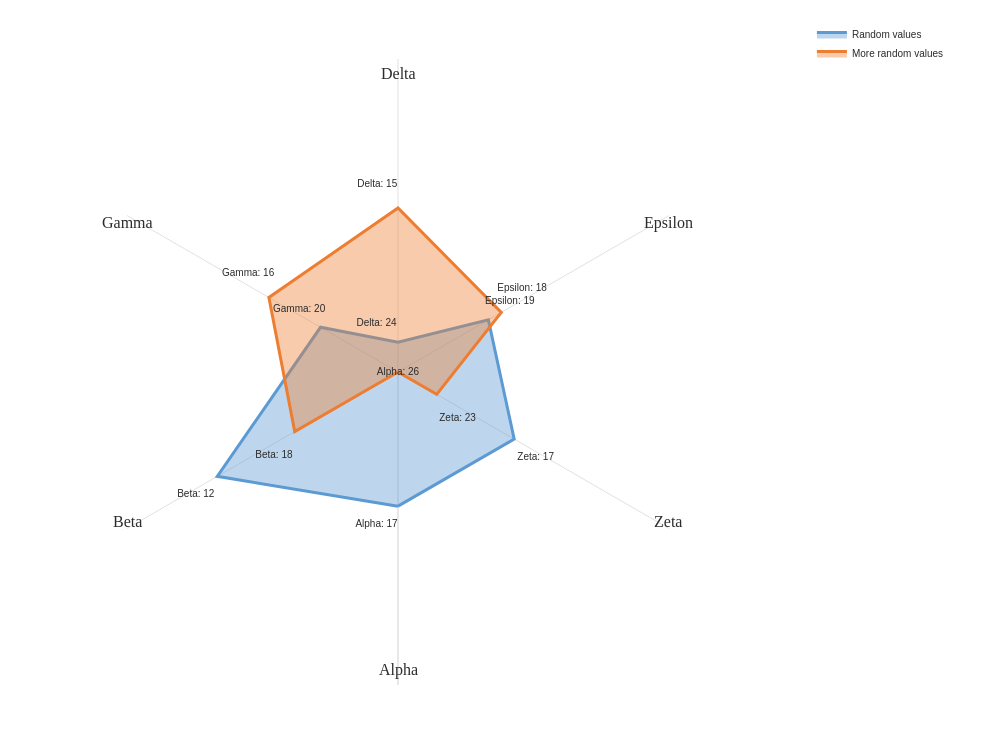 Random values
More random values
Delta
Delta: 15
Gamma
Epsilon
Gamma: 16
Epsilon: 18
Epsilon: 19
Gamma: 20
Delta: 24
Alpha: 26
Zeta: 23
Beta: 18
Zeta: 17
Beta: 12
Beta
Zeta
Alpha: 17
Alpha